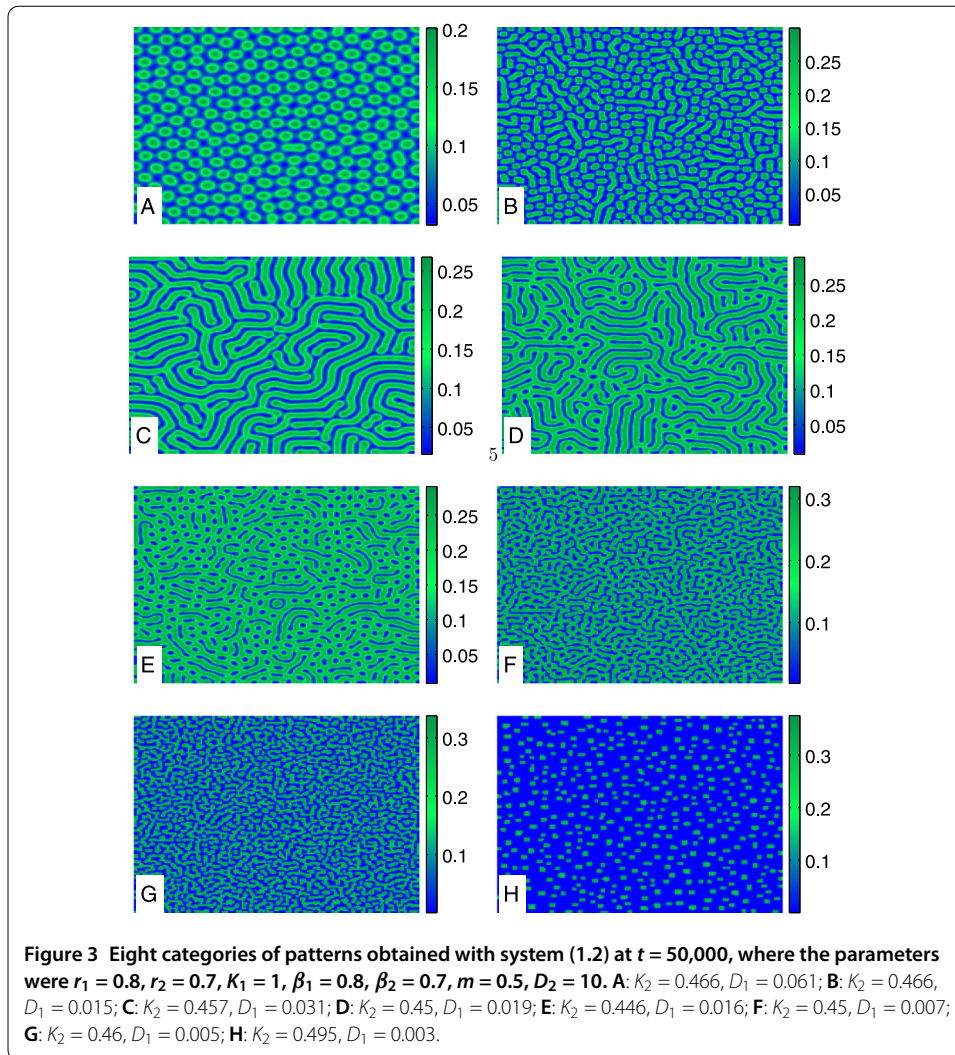 0.2
0.15
0.1
0.05
A
0.25
0.2
0.15
0.1
0.05
B
0.25
0.2
0.15
0.1
0.05
C
0.25
0.2
0.15
0.1
0.05
D
5
0.25
0.2
0.15
0.1
0.05
E
0.3
0.2
0.1
F
0.3
0.2
0.1
G
0.3
0.2
0.1
H
Figure 3 Eight categories of patterns obtained with system (1.2) at t = 50,000, where the parameters
were r₁ = 0.8, r₂ = 0.7, K₁ = 1, β₁ = 0.8, β₂ = 0.7, m = 0.5, D₂ = 10. A: K₂ = 0.466, D₁ = 0.061; B: K₂ = 0.466,
D₁ = 0.015; C: K₂ = 0.457, D₁ = 0.031; D: K₂ = 0.45, D₁ = 0.019; E: K₂ = 0.446, D₁ = 0.016; F: K₂ = 0.45, D₁ = 0.007;
G: K₂ = 0.46, D₁ = 0.005; H: K₂ = 0.495, D₁ = 0.003.